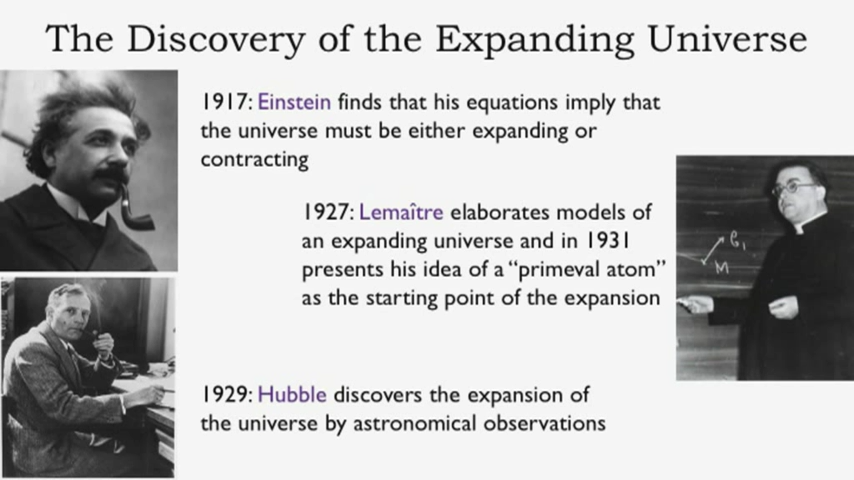 The Discovery of the Expanding Universe
1917: Einstein finds that his equations imply that
the universe must be either expanding or
contracting
1927: Lemaître elaborates models of
an expanding universe and in 1931
presents his idea of a “primeval atom”
as the starting point of the expansion
1929: Hubble discovers the expansion of
the universe by astronomical observations